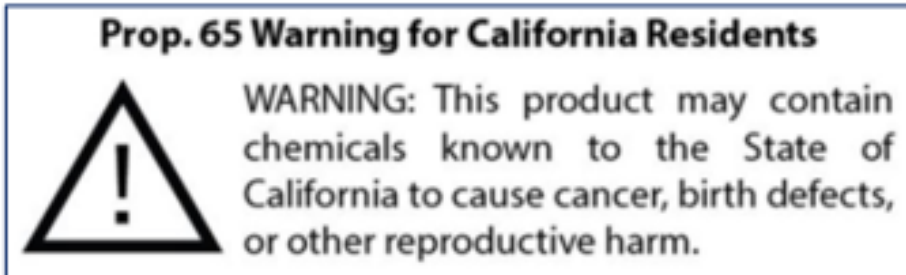 Prop. 65 Warning for California Residents
WARNING: This product may contain
chemicals known to the State of
California to cause cancer, birth defects,
or other reproductive harm.